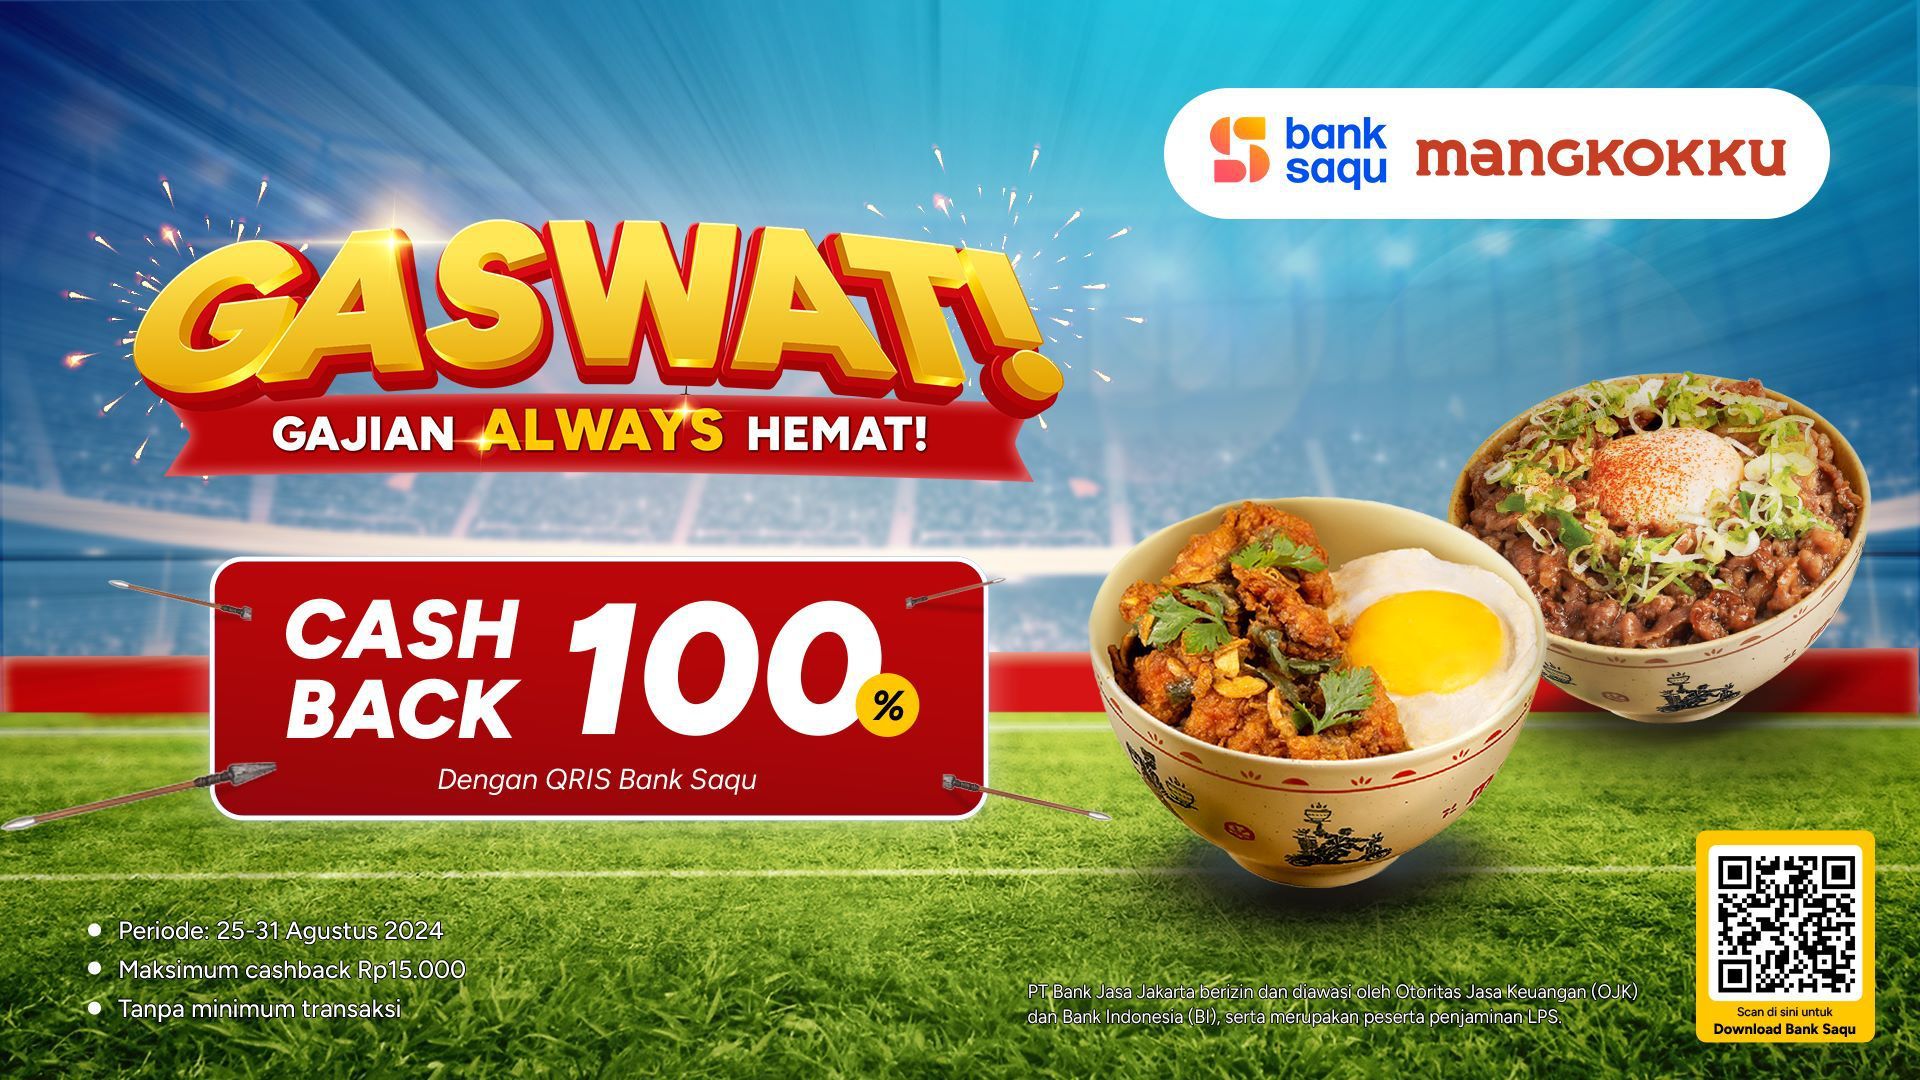 bank
saqu
mangkokku
GASWAT!
GAJIAN ALWAYS HEMAT!
CASH
BACK
100%
Dengan QRIS Bank Saqu
Periode: 25-31 Agustus 2024
Maksimum cashback Rp15.000
Tanpa minimum transaksi
PT Bank Jasa Jakarta berizin dan diawasi oleh Otoritas Jasa Keuangan (OJK)
dan Bank Indonesia (BI), serta merupakan peserta penjaminan LPS.
Scan di sini untuk
Download Bank Saqu